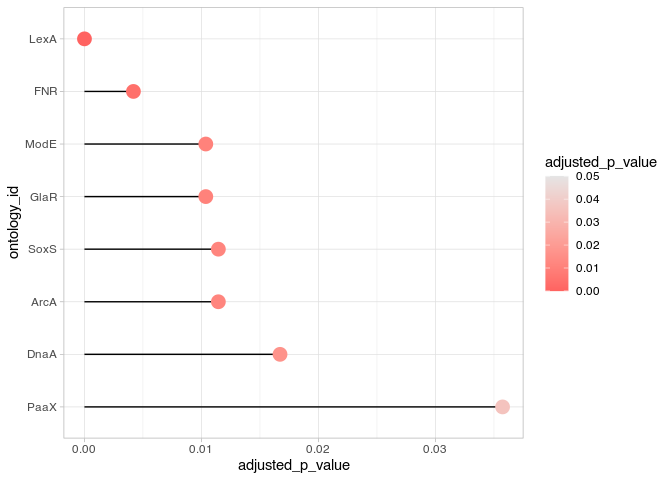 LexA
FNR
ModE
GlaR
SoxS
ArcA
DnaA
PaaX
ontology_id
0.00 0.01 0.02 0.03
adjusted_p_value
adjusted_p_value
0.05
0.04
0.03
0.02
0.01
0.00